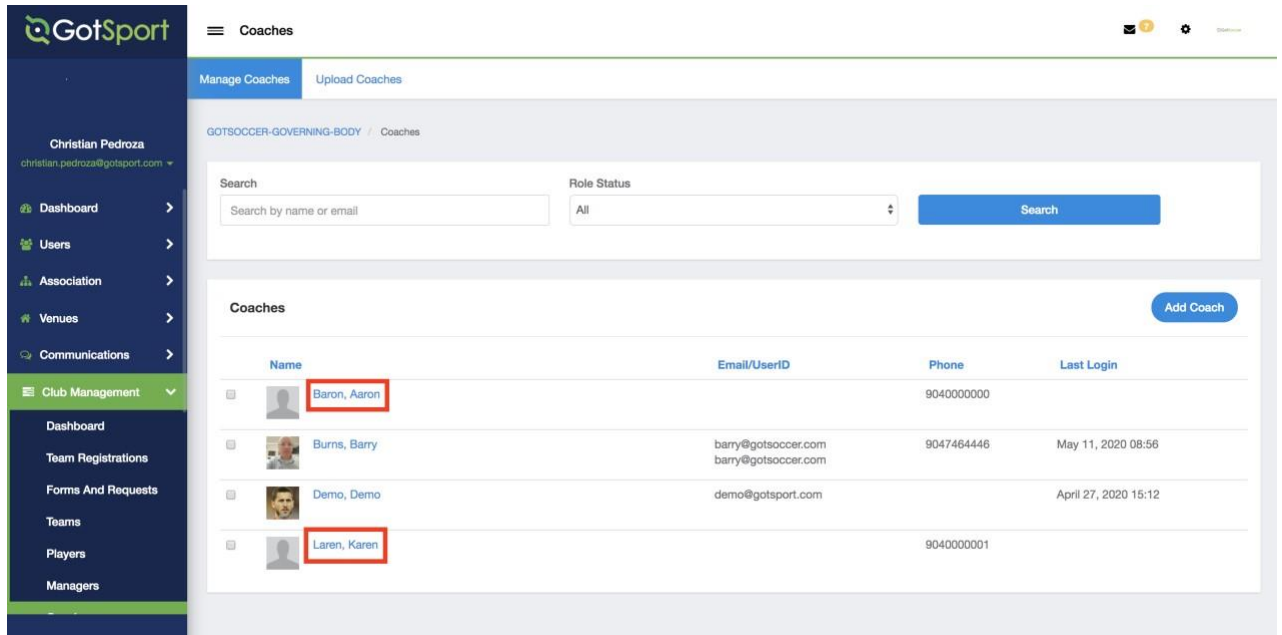 GotSport
Coaches
7
Christian Pedroza
christian.pedroza@gotsport.com
Dashboard
Users
Association
Venues
Communications
Club Management
Dashboard
Team Registrations
Forms And Requests
Teams
Players
Managers
Manage Coaches Upload Coaches
GOTSOCCER-GOVERNING-BODY / Coaches
Search Role Status
Search by name or email All Search
Coaches Add Coach
Name Email/UserID Phone Last Login
Baron, Aaron 9040000000
Burns, Barry barry@gotsoccer.com 9047464446 May 11, 2020 08:56
barry@gotsoccer.com
Demo, Demo demo@gotsport.com April 27, 2020 15:12
Laren, Karen 9040000001